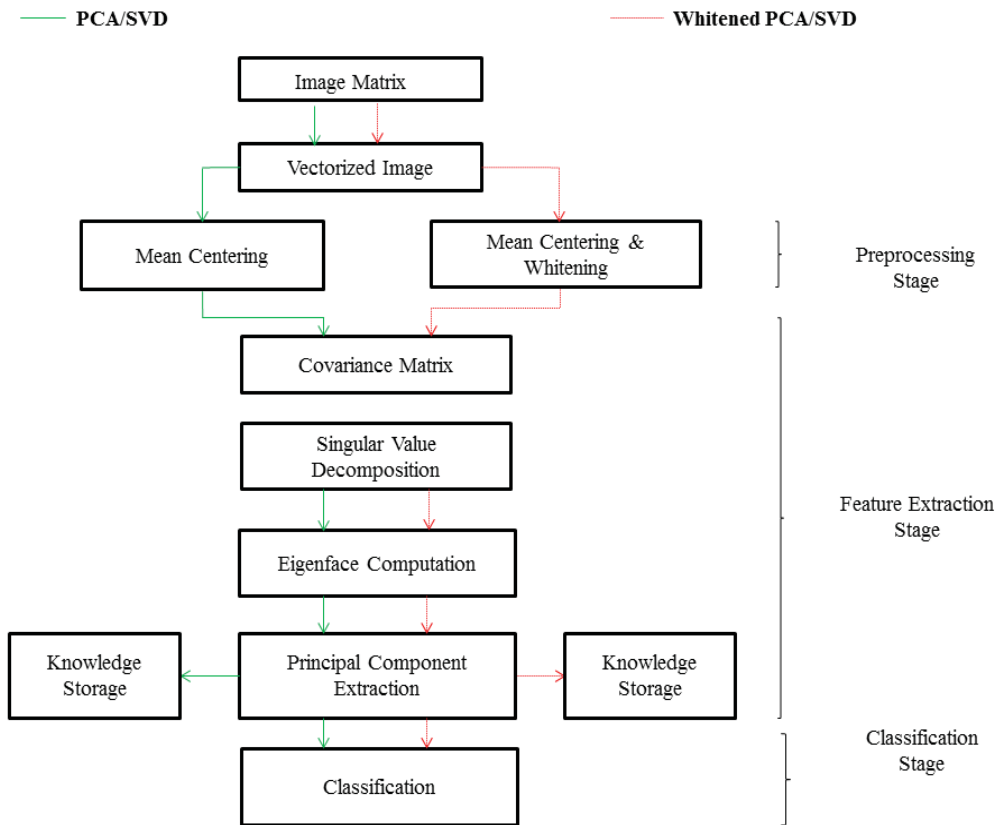 PCA/SVD
Whitened PCA/SVD
Image Matrix
Vectorized Image
Mean Centering
Mean Centering &
Whitening
Preprocessing
Stage
Covariance Matrix
Singular Value
Decomposition
Feature Extraction
Stage
Eigenface Computation
Knowledge
Storage
Principal Component
Extraction
Knowledge
Storage
Classification
Stage
Classification